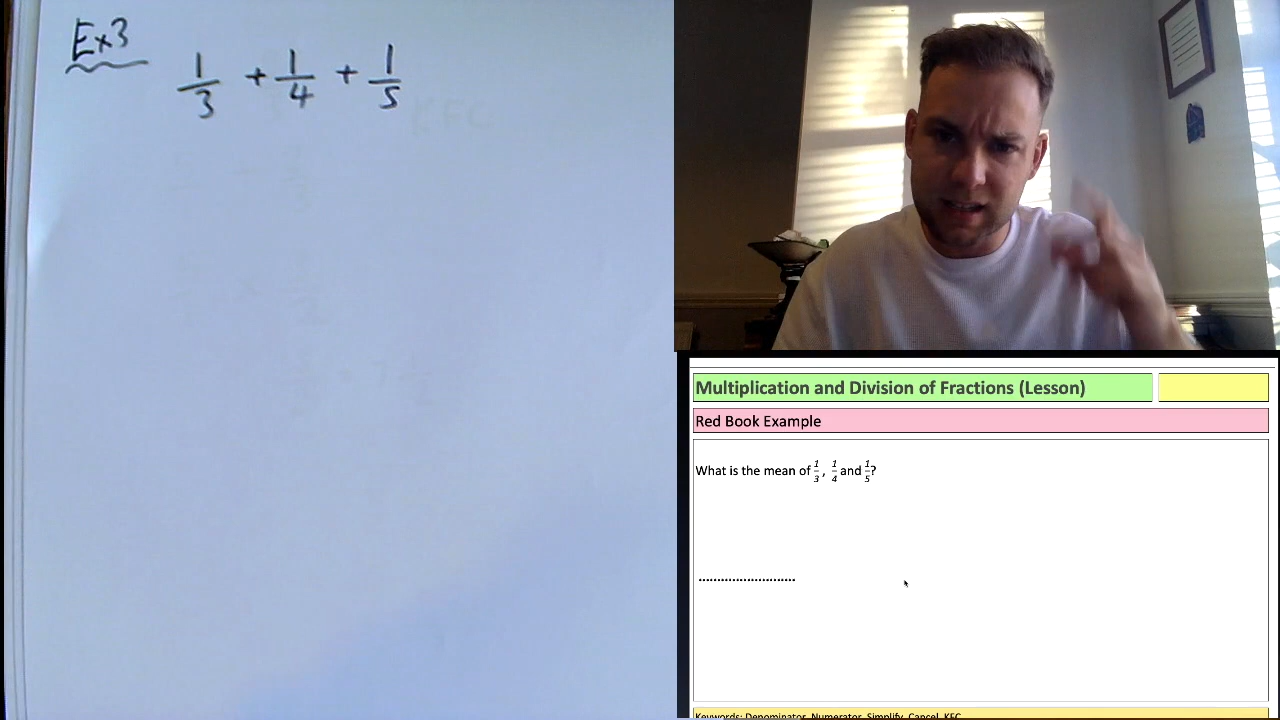 Ex3
1/3 + 1/4 + 1/5
Multiplication and Division of Fractions (Lesson)
Red Book Example
What is the mean of 1/3, 1/4 and 1/5?
..........................
Keywords: Denominator, Numerator, Simplify, Cancel, KFC